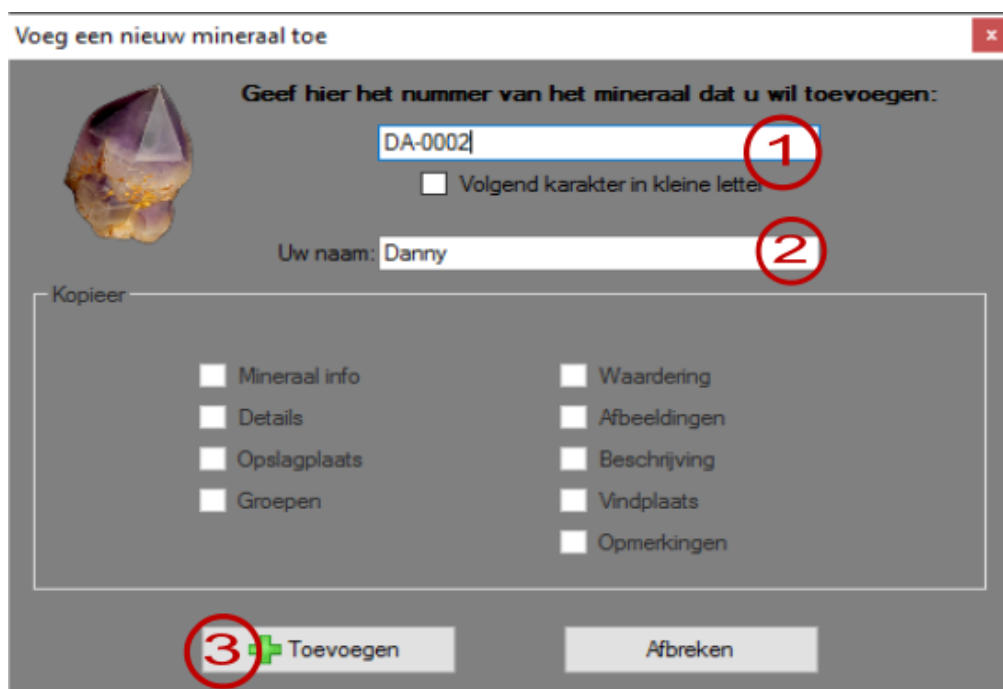 Voeg een nieuw mineraal toe
x
Geef hier het nummer van het mineraal dat u wil toevoegen:
DA-0002
1
Volgend karakter in kleine letter
Uw naam: Danny
2
Kopieer
Mineraal info
Waardering
Details
Afbeeldingen
Opslagplaats
Beschrijving
Groepen
Vindplaats
Opmerkingen
3
Toevoegen
Afbreken